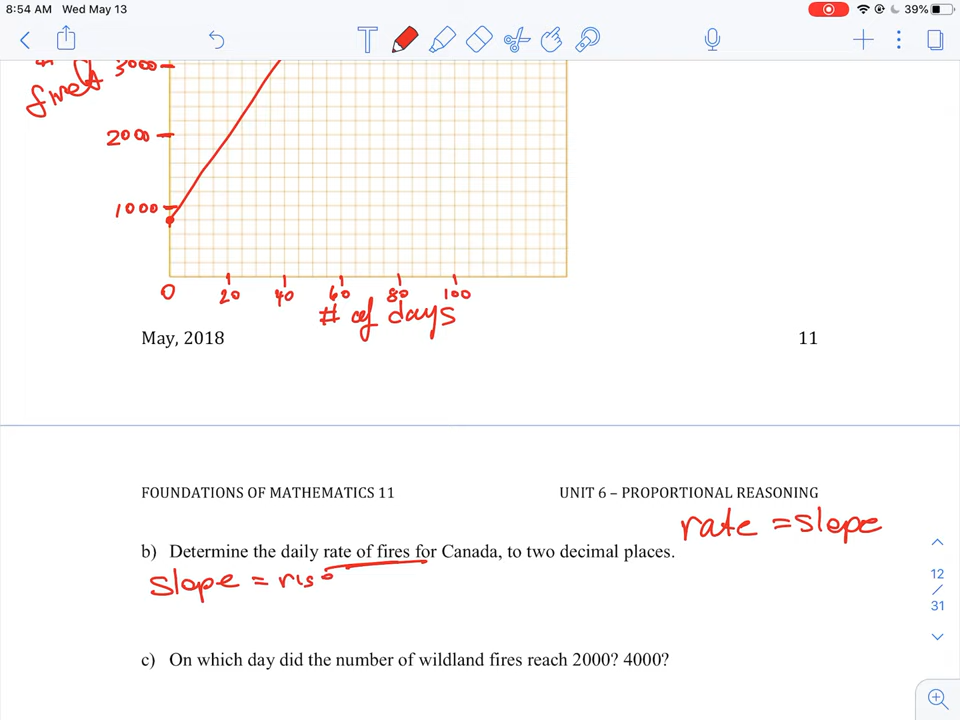 8:54 AM Wed May 13
39%
T
3000
2000
1000
0 20 40 60 80 100
# of days
May, 2018
11
FOUNDATIONS OF MATHEMATICS 11
UNIT 6 – PROPORTIONAL REASONING
rate = slope
b) Determine the daily rate of fires for Canada, to two decimal places.
slope = rise
12
/
31
c) On which day did the number of wildland fires reach 2000? 4000?